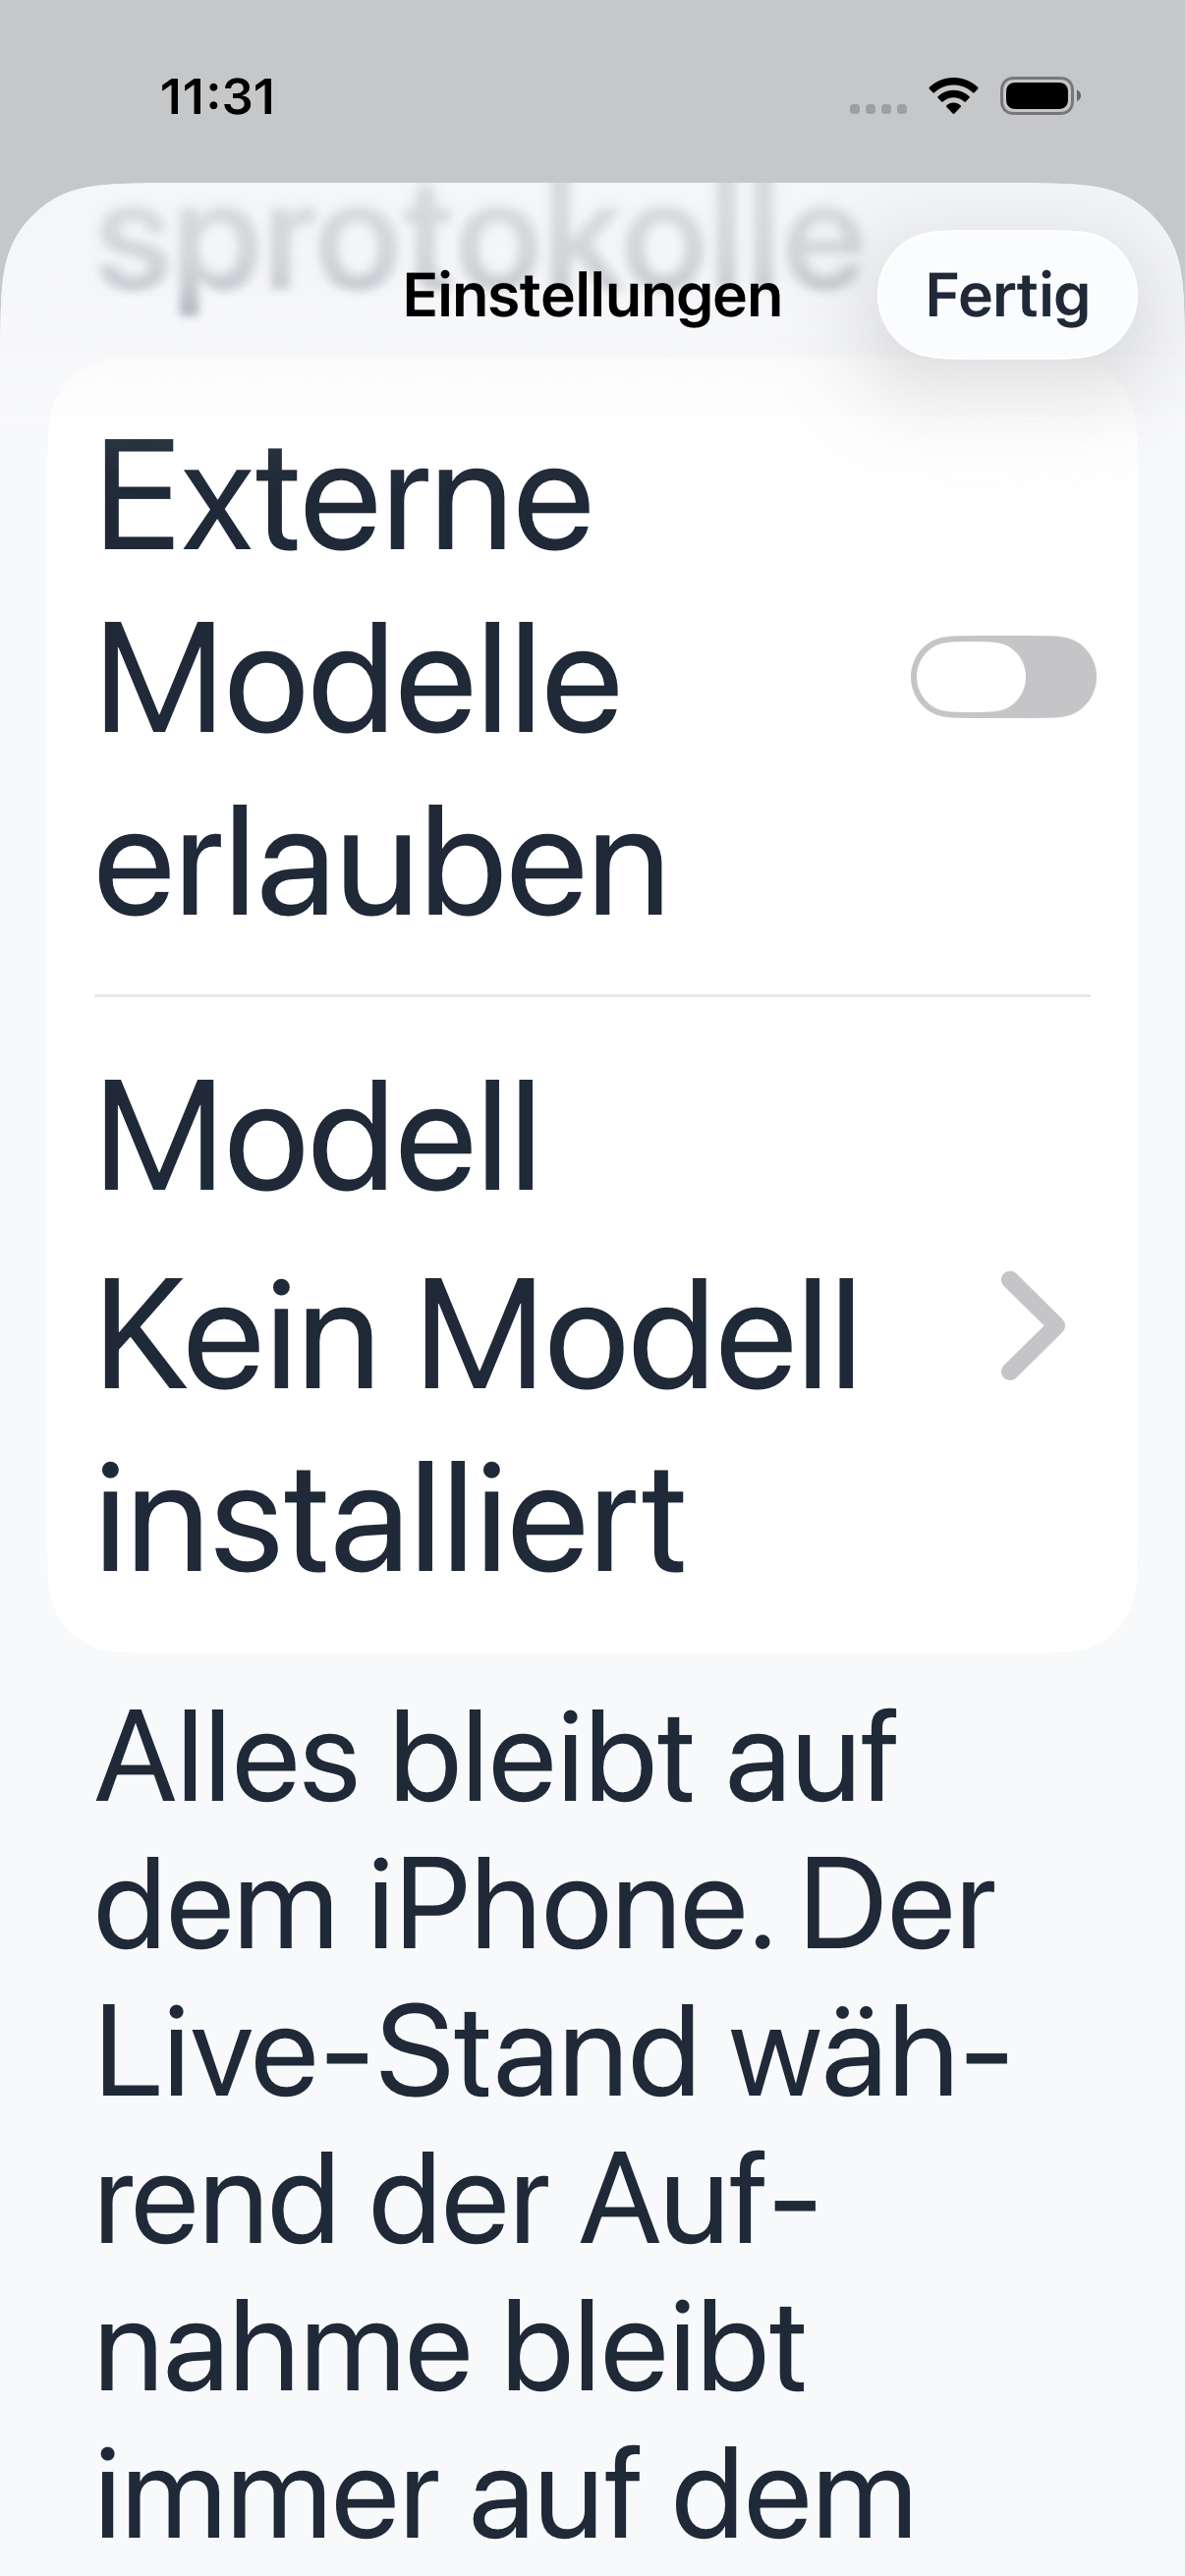 11:31
sprotokolle
Einstellungen
Fertig
Externe
Modelle
erlauben
Modell
Kein Modell
installiert
Alles bleibt auf
dem iPhone. Der
Live-Stand wäh-
rend der Auf-
nahme bleibt
immer auf dem